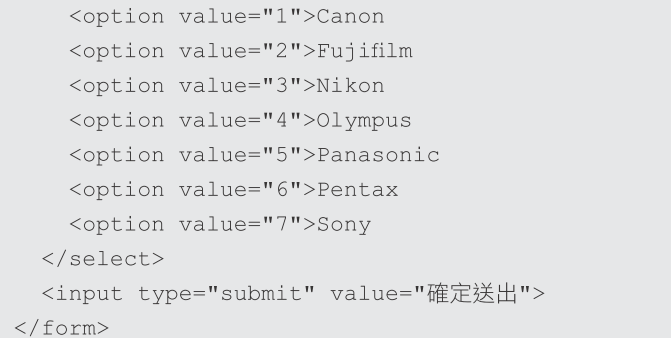 <option value="1">Canon
<option value="2">Fujifilm
<option value="3">Nikon
<option value="4">Olympus
<option value="5">Panasonic
<option value="6">Pentax
<option value="7">Sony
</select>
<input type="submit" value="確定送出">
</form>